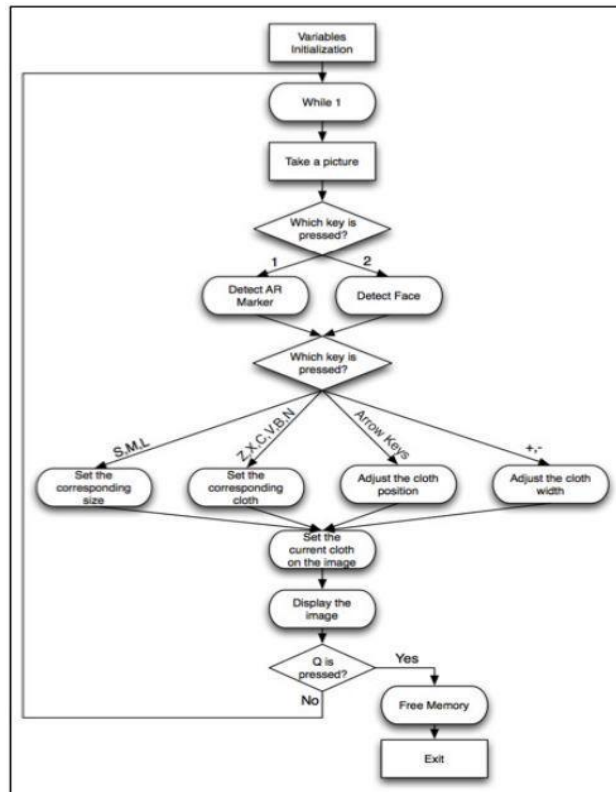 Variables
Initialization
While 1
Take a picture
Which key is
pressed?
1
2
Detect AR
Marker
Detect Face
Which key is
pressed?
S,M,L
Z,X,C,V,B,N
Arrow Keys
+,-
Set the
corresponding
size
Set the
corresponding
cloth
Adjust the cloth
position
Adjust the cloth
width
Set the
current cloth
on the image
Display the
image
Q is
pressed?
Yes
No
Free Memory
Exit